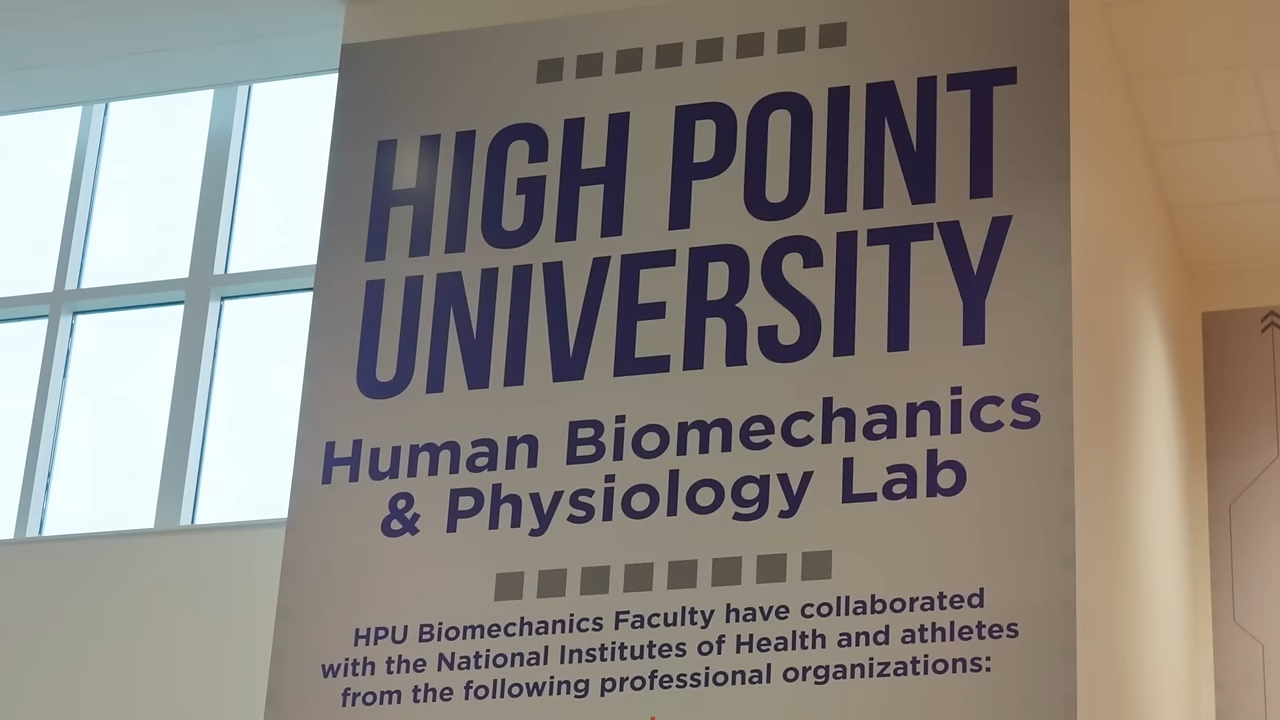 HIGH POINT
UNIVERSITY
Human Biomechanics
& Physiology Lab
HPU Biomechanics Faculty have collaborated
with the National Institutes of Health and athletes
from the following professional organizations: